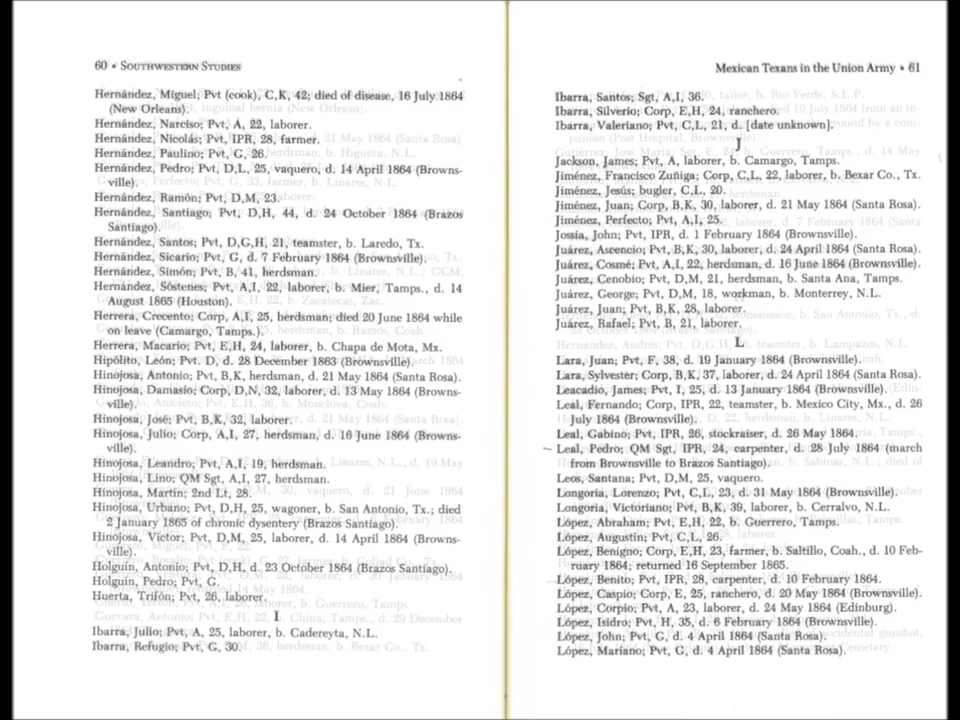 60 • SOUTHWESTERN STUDIES
Hernández, Miguel; Pvt (cook), C,K, 42; died of disease, 16 July 1864
(New Orleans).
Hernández, Narciso; Pvt, A, 22, laborer.
Hernández, Nicolás; Pvt, IPR, 28, farmer.
Hernández, Paulino; Pvt, G, 26.
Hernández, Pedro; Pvt, D,L, 25, vaquero, d. 14 April 1864 (Browns-
ville).
Hernández, Ramón; Pvt, D,M, 23.
Hernández, Santiago; Pvt, D,H, 44, d. 24 October 1864 (Brazos
Santiago).
Hernández, Santos; Pvt, D,G,H, 21, teamster, b. Laredo, Tx.
Hernández, Sicario; Pvt, G, d. 7 February 1864 (Brownsville).
Hernández, Simón; Pvt, B, 41, herdsman.
Hernández, Sóstenes; Pvt, A,I, 22, laborer, b. Mier, Tamps., d. 14
August 1865 (Houston).
Herrera, Crecento; Corp, A,I, 25, herdsman; died 20 June 1864 while
on leave (Camargo, Tamps.).
Herrera, Macario; Pvt, E,H, 24, laborer, b. Chapa de Mota, Mx.
Hipólito, León; Pvt. D, d. 28 December 1863 (Brownsville).
Hinojosa, Antonio; Pvt, B,K, herdsman, d. 21 May 1864 (Santa Rosa).
Hinojosa, Damasío; Corp, D,N, 32, laborer, d. 13 May 1864 (Browns-
ville).
Hinojosa, José; Pvt, B,K, 32, laborer.
Hinojosa, Julio; Corp, A,I, 27, herdsman, d. 16 June 1864 (Browns-
ville).
Hinojosa, Leandro; Pvt, A,I, 19, herdsman.
Hinojosa, Lino; QM Sgt, A,I, 27, herdsman.
Hinojosa, Martín; 2nd Lt, 28.
Hinojosa, Urbano; Pvt, D,H, 25, wagoner, b. San Antonio, Tx.; died
2 January 1865 of chronic dysentery (Brazos Santiago).
Hinojosa, Víctor; Pvt, D,M, 25, laborer, d. 14 April 1864 (Browns-
ville).
Holguín, Antonio; Pvt, D,H, d. 23 October 1864 (Brazos Santiago).
Holguín, Pedro; Pvt, G.
Huerta, Trifón; Pvt, 26, laborer.
I
Ibarra, Julio; Pvt, A, 25, laborer, b. Cadereyta, N.L.
Ibarra, Refugio; Pvt, G, 30.
Mexican Texans in the Union Army • 61
Ibarra, Santos; Sgt, A,I, 36.
Ibarra, Silverio; Corp, E,H, 24, ranchero.
Ibarra, Valeriano; Pvt, C,L, 21, d. [date unknown].
J
Jackson, James; Pvt, A, laborer, b. Camargo, Tamps.
Jiménez, Francisco Zuñiga; Corp, C,L, 22, laborer, b. Bexar Co., Tx.
Jiménez, Jesús; bugler, C,L, 20.
Jiménez, Juan; Corp, B,K, 30, laborer, d. 21 May 1864 (Santa Rosa).
Jiménez, Perfecto; Pvt, A,I, 25.
Jossia, John; Pvt, IPR, d. 1 February 1864 (Brownsville).
Juárez, Ascencio; Pvt, B,K, 30, laborer, d. 24 April 1864 (Santa Rosa).
Juárez, Cosmé; Pvt, A,I, 22, herdsman, d. 16 June 1864 (Brownsville).
Juárez, Cenobio; Pvt, D,M, 21, herdsman, b. Santa Ana, Tamps.
Juárez, George; Pvt, D,M, 18, workman, b. Monterrey, N.L.
Juárez, Juan; Pvt, B,K, 28, laborer.
Juárez, Rafael; Pvt, B, 21, laborer.
L
Lara, Juan; Pvt, F, 38, d. 19 January 1864 (Brownsville).
Lara, Sylvester; Corp, B,K, 37, laborer, d. 24 April 1864 (Santa Rosa).
Leacadio, James; Pvt, I, 25, d. 13 January 1864 (Brownsville).
Leal, Fernando; Corp, IPR, 22, teamster, b. Mexico City, Mx., d. 26
July 1864 (Brownsville).
Leal, Gabino; Pvt, IPR, 26, stockraiser, d. 26 May 1864.
Leal, Pedro; QM Sgt, IPR, 24, carpenter, d. 28 July 1864 (march
from Brownsville to Brazos Santiago).
Leos, Santana; Pvt, D,M, 25, vaquero.
Longoria, Lorenzo; Pvt, C,L, 23, d. 31 May 1864 (Brownsville).
Longoria, Victoriano; Pvt, B,K, 39, laborer, b. Cerralvo, N.L.
López, Abraham; Pvt, E,H, 22, b. Guerrero, Tamps.
López, Augustín; Pvt, C,L, 26.
López, Benigno; Corp, E,H, 23, farmer, b. Saltillo, Coah., d. 10 Feb-
ruary 1864; returned 16 September 1865.
López, Benito; Pvt, IPR, 28, carpenter, d. 10 February 1864.
López, Caspio; Corp, E, 25, ranchero, d. 20 May 1864 (Brownsville).
López, Corpio; Pvt, A, 23, laborer, d. 24 May 1864 (Edinburg).
López, Isidro; Pvt, H, 35, d. 6 February 1864 (Brownsville).
López, John; Pvt, G, d. 4 April 1864 (Santa Rosa).
López, Mariano; Pvt, G, d. 4 April 1864 (Santa Rosa).